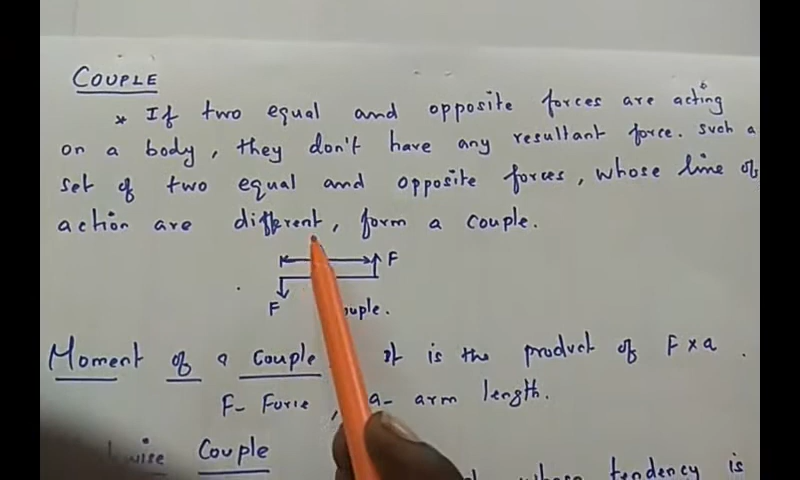 COUPLE
* If two equal and opposite forces are acting
on a body, they don't have any resultant force. Such a
set of two equal and opposite forces, whose line of
action are different, form a couple.
F
F
Moment of a Couple it is the product of F x a.
F - Force, a - arm length.
Couple
whose tendency is